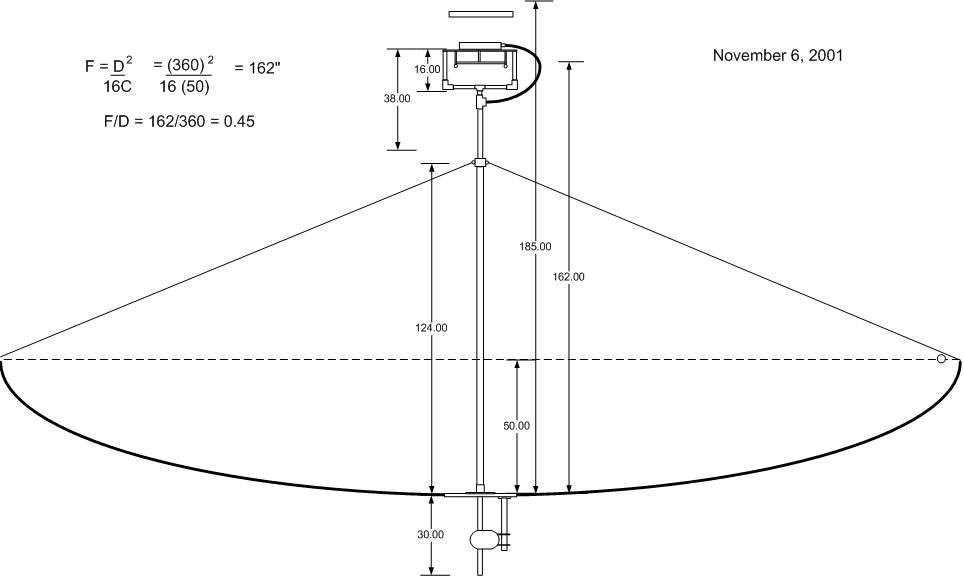 November 6, 2001
F = D² = (360)² = 162"
16C 16 (50)
F/D = 162/360 = 0.45
16.00
38.00
185.00
162.00
124.00
50.00
30.00